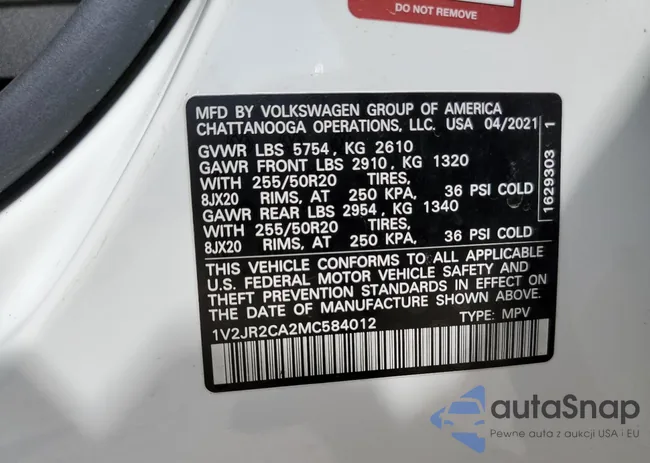 DO NOT REMOVE
MFD BY VOLKSWAGEN GROUP OF AMERICA
CHATTANOOGA OPERATIONS, LLC. USA 04/2021
GVWR LBS 5754, KG 2610
GAWR FRONT LBS 2910, KG 1320
WITH 255/50R20 TIRES,
8JX20 RIMS, AT 250 KPA, 36 PSI COLD
GAWR REAR LBS 2954, KG 1340
WITH 255/50R20 TIRES,
8JX20 RIMS, AT 250 KPA, 36 PSI COLD
THIS VEHICLE CONFORMS TO ALL APPLICABLE
U.S. FEDERAL MOTOR VEHICLE SAFETY AND
THEFT PREVENTION STANDARDS IN EFFECT ON
THE DATE OF MANUFACTURE SHOWN ABOVE.
1V2JR2CA2MC584012 TYPE: MPV
1629303 1
autaSnap
Pewne auta z aukcji USA i EU